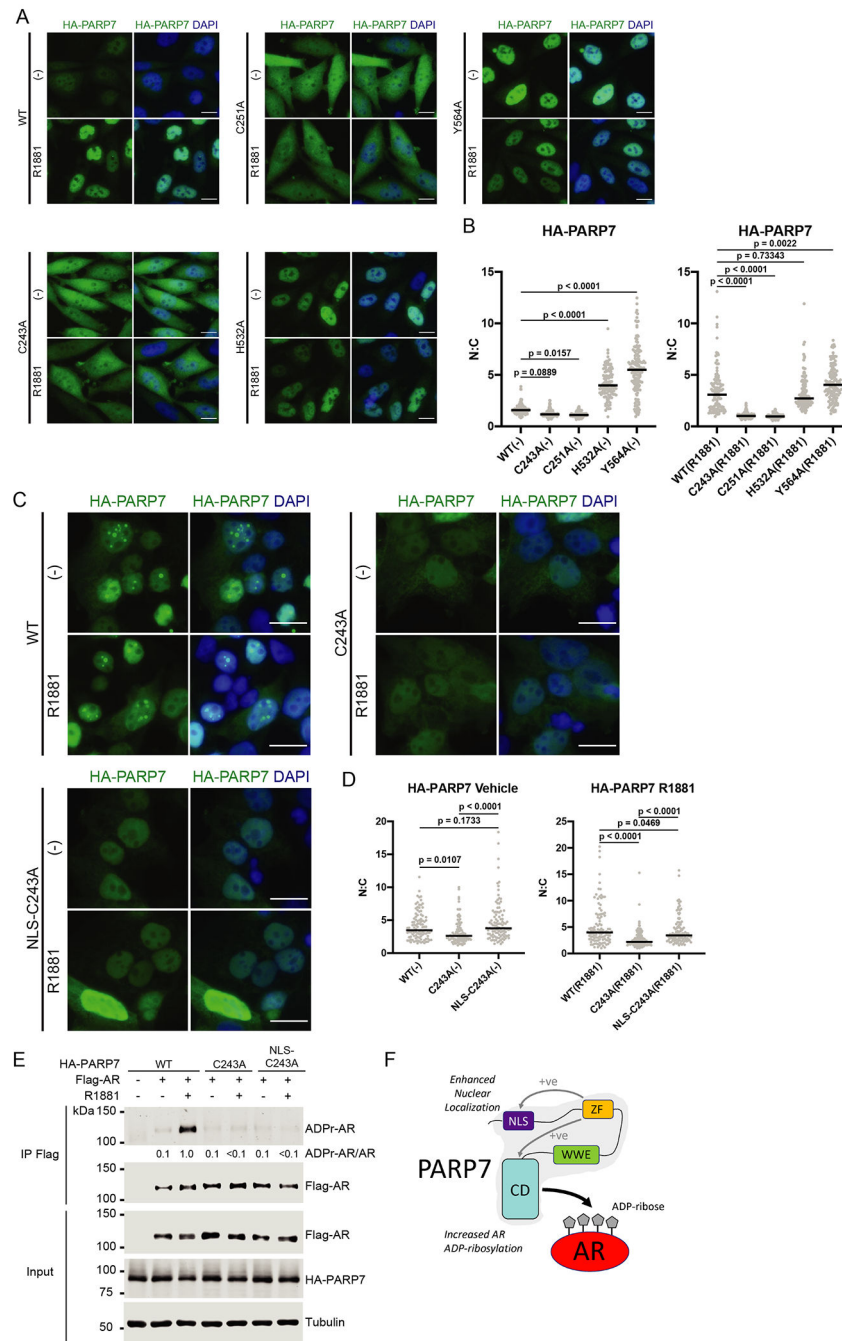 A
HA-PARP7 HA-PARP7 DAPI
WT
(-)
R1881
HA-PARP7 HA-PARP7 DAPI
C251A
(-)
R1881
HA-PARP7 HA-PARP7 DAPI
Y564A
(-)
R1881
C243A
(-)
R1881
H532A
(-)
R1881
B
HA-PARP7
N:C
15
10
5
0
p < 0.0001
p < 0.0001
p = 0.0157
p = 0.0889
WT(-)
C243A(-)
C251A(-)
H532A(-)
Y564A(-)
HA-PARP7
N:C
15
10
5
0
p = 0.0022
p = 0.73343
p < 0.0001
p < 0.0001
WT(R1881)
C243A(R1881)
C251A(R1881)
H532A(R1881)
Y564A(R1881)
C
HA-PARP7 HA-PARP7 DAPI
WT
(-)
R1881
HA-PARP7 HA-PARP7 DAPI
C243A
(-)
R1881
HA-PARP7 HA-PARP7 DAPI
NLS-C243A
(-)
R1881
D
HA-PARP7 Vehicle
N:C
20
15
10
5
0
p < 0.0001
p = 0.1733
p = 0.0107
WT(-)
C243A(-)
NLS-C243A(-)
HA-PARP7 R1881
N:C
25
20
15
10
5
0
p < 0.0001
p = 0.0469
p < 0.0001
WT(R1881)
C243A(R1881)
NLS-C243A(R1881)
E
HA-PARP7 WT C243A NLS-C243A
Flag-AR - + + + + + +
R1881 - - + - + - +
kDa
IP Flag
150
100
ADPr-AR
0.1 1.0 0.1 <0.1 0.1 <0.1 ADPr-AR/AR
150
100
Flag-AR
Input
150
100
Flag-AR
100
75
HA-PARP7
50
Tubulin
F
Enhanced
Nuclear
Localization
+ve
NLS
ZF
+ve
WWE
PARP7
CD
ADP-ribose
Increased AR
ADP-ribosylation
AR